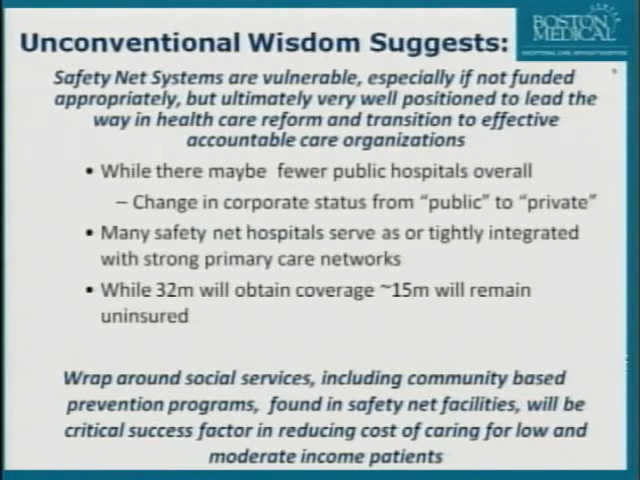 BOSTON
MEDICAL
CENTER
Unconventional Wisdom Suggests:
Safety Net Systems are vulnerable, especially if not funded
appropriately, but ultimately very well positioned to lead the
way in health care reform and transition to effective
accountable care organizations
• While there maybe fewer public hospitals overall
– Change in corporate status from “public” to “private”
• Many safety net hospitals serve as or tightly integrated
with strong primary care networks
• While 32m will obtain coverage ~15m will remain
uninsured
Wrap around social services, including community based
prevention programs, found in safety net facilities, will be
critical success factor in reducing cost of caring for low and
moderate income patients